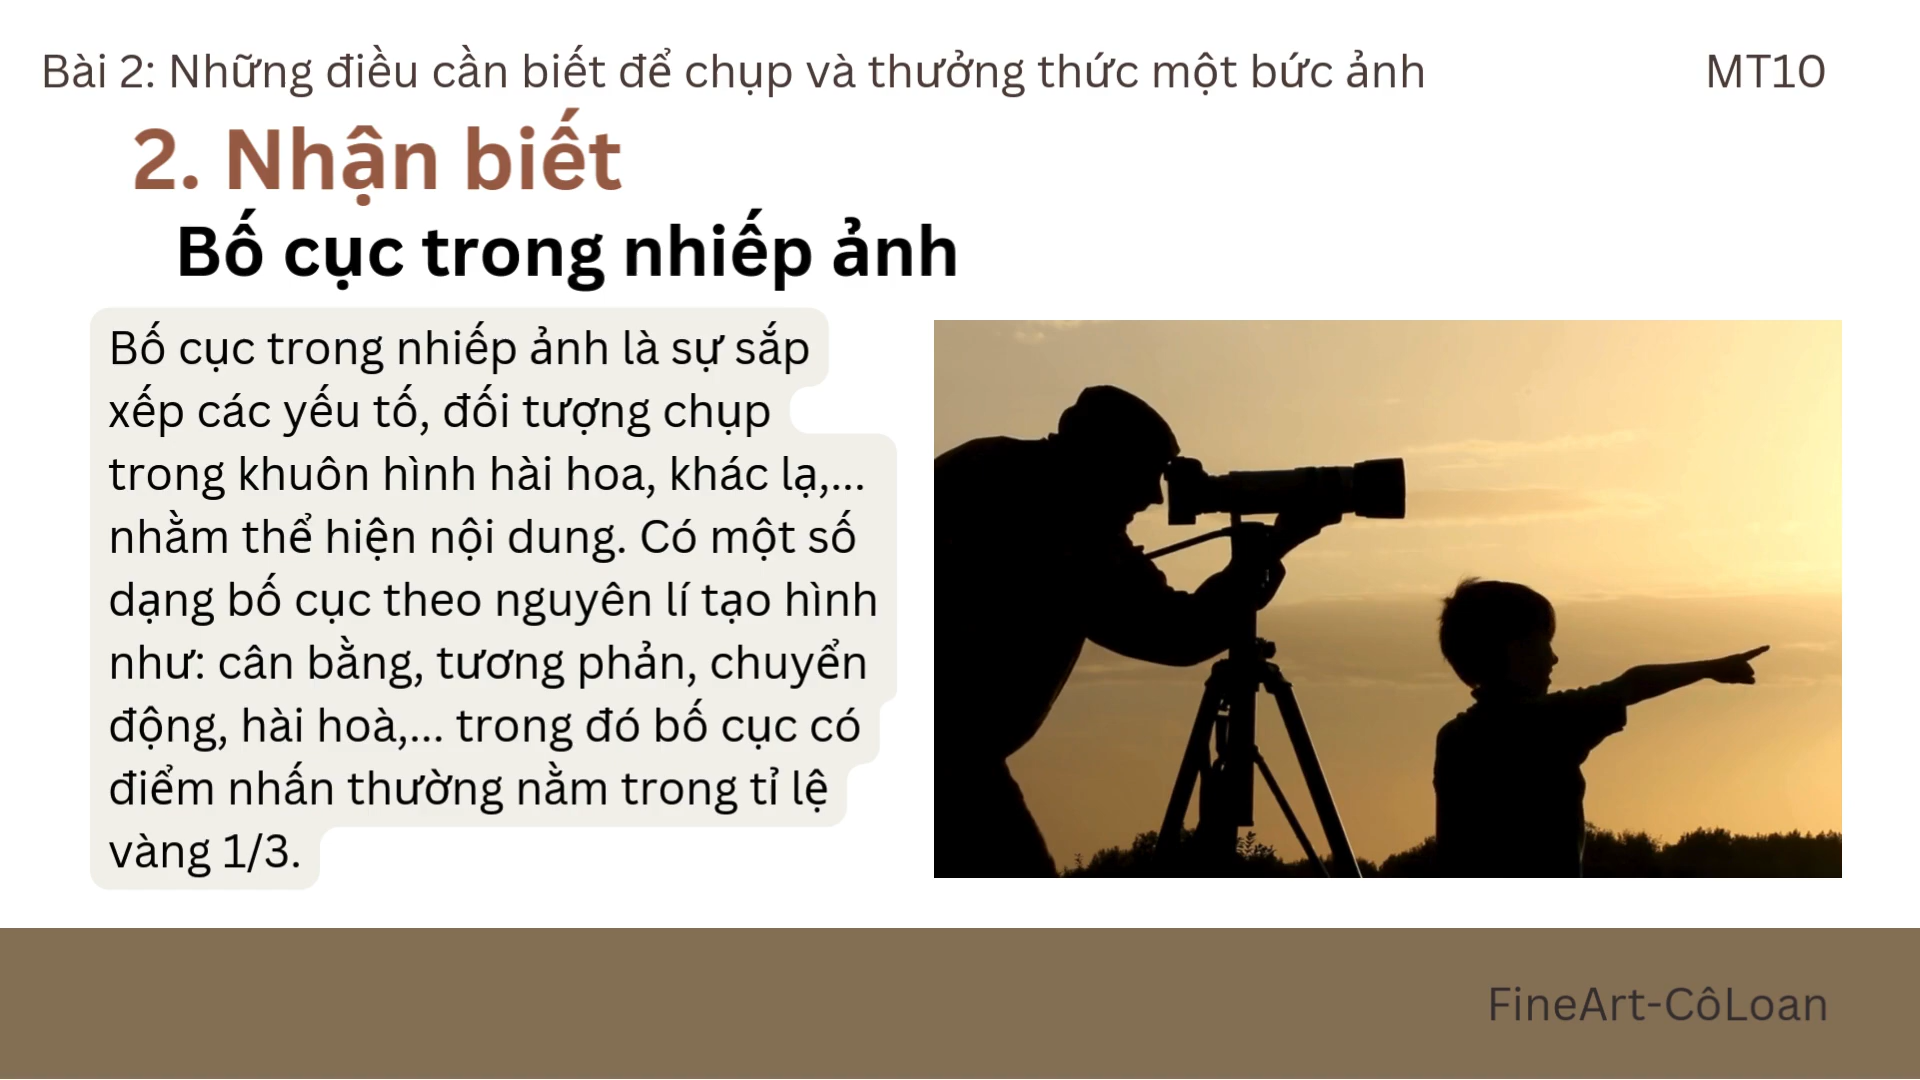 Bài 2: Những điều cần biết để chụp và thưởng thức một bức ảnh
MT10
2. Nhận biết
Bố cục trong nhiếp ảnh
Bố cục trong nhiếp ảnh là sự sắp
xếp các yếu tố, đối tượng chụp
trong khuôn hình hài hoa, khác lạ,...
nhằm thể hiện nội dung. Có một số
dạng bố cục theo nguyên lí tạo hình
như: cân bằng, tương phản, chuyển
động, hài hoà,... trong đó bố cục có
điểm nhấn thường nằm trong tỉ lệ
vàng 1/3.
FineArt-CôLoan